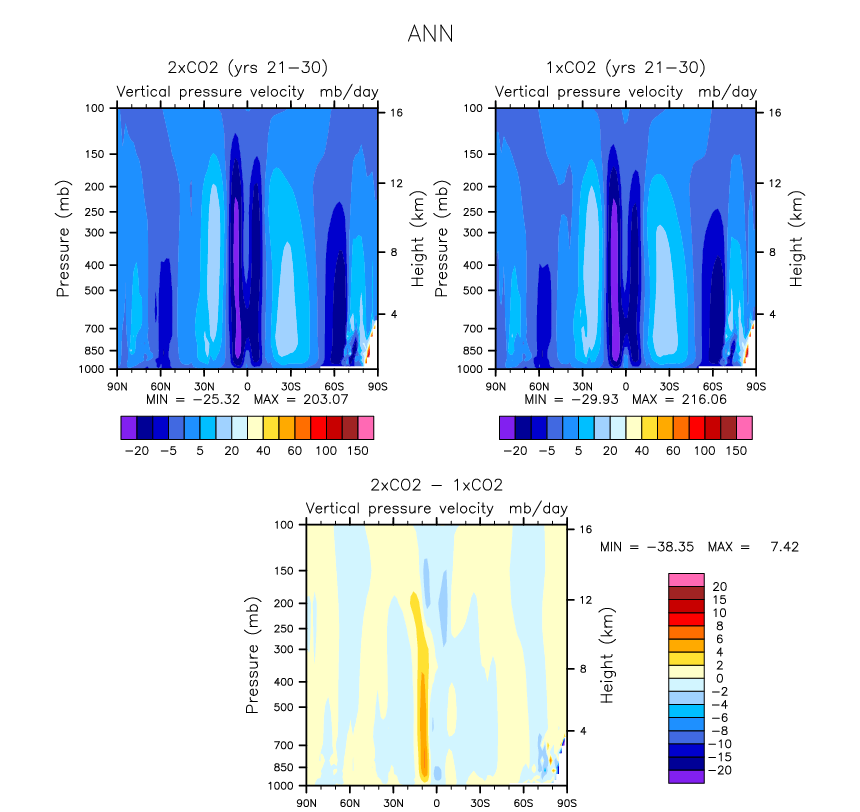 ANN
2xCO2 (yrs 21−30)
Vertical pressure velocity mb/day
100
150
200
250
300
400
500
700
850
1000
Pressure (mb)
16
12
8
4
Height (km)
90N 60N 30N 0 30S 60S 90S
MIN = −25.32 MAX = 203.07
−20 −5 5 20 40 60 100 150
1xCO2 (yrs 21−30)
Vertical pressure velocity mb/day
100
150
200
250
300
400
500
700
850
1000
Pressure (mb)
16
12
8
4
Height (km)
90N 60N 30N 0 30S 60S 90S
MIN = −29.93 MAX = 216.06
−20 −5 5 20 40 60 100 150
2xCO2 − 1xCO2
Vertical pressure velocity mb/day
100
150
200
250
300
400
500
700
850
1000
Pressure (mb)
16
12
8
4
Height (km)
90N 60N 30N 0 30S 60S 90S
MIN = −38.35 MAX = 7.42
20
15
10
8
6
4
2
0
−2
−4
−6
−8
−10
−15
−20